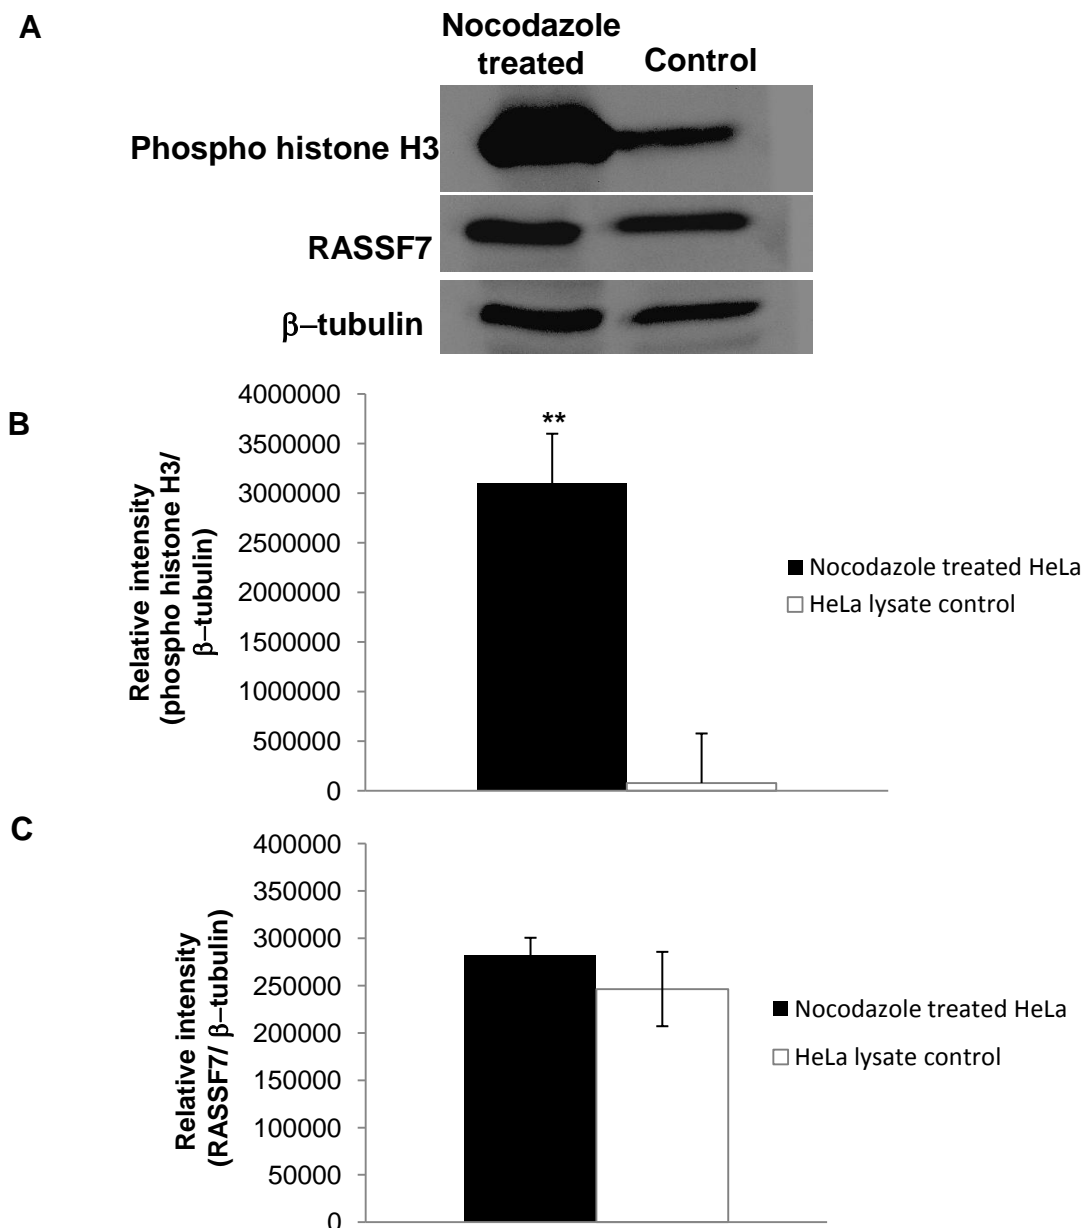 A
Nocodazole
treated
Control
Phospho histone H3
RASSF7
β–tubulin
B
4000000
3500000
3000000
2500000
2000000
1500000
1000000
500000
0
Relative intensity
(phospho histone H3/
β–tubulin)
**
Nocodazole treated HeLa
HeLa lysate control
C
400000
350000
300000
250000
200000
150000
100000
50000
0
Relative intensity
(RASSF7/ β–tubulin)
Nocodazole treated HeLa
HeLa lysate control